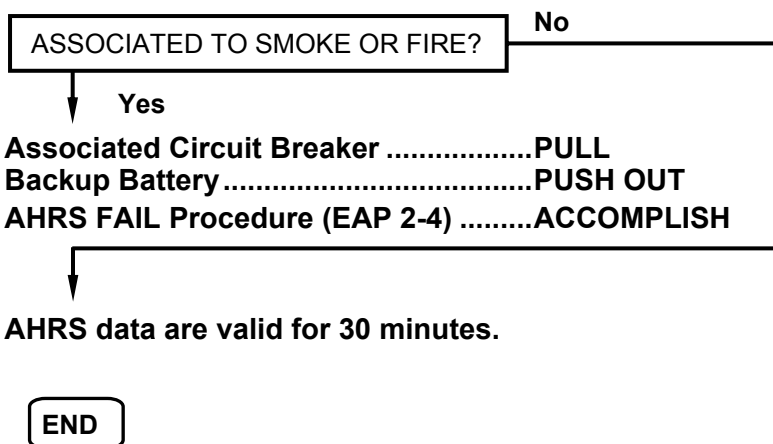 No
ASSOCIATED TO SMOKE OR FIRE?
Yes
Associated Circuit Breaker ..................PULL
Backup Battery......................................PUSH OUT
AHRS FAIL Procedure (EAP 2-4) .........ACCOMPLISH
AHRS data are valid for 30 minutes.
END